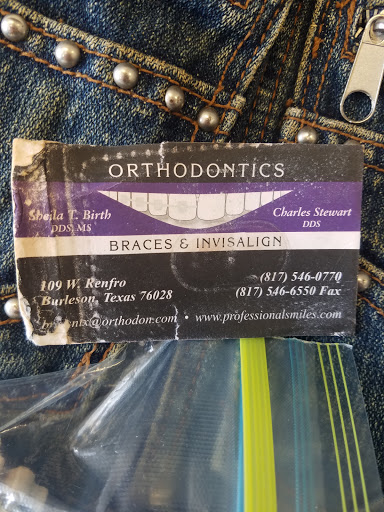 ORTHODONTICS
Sheila T. Birth
DDS, MS
Charles Stewart
DDS
BRACES & INVISALIGN
109 W. Renfro
Burleson, Texas 76028
(817) 546-0770
(817) 546-6550 Fax
• www.professionalsmiles.com